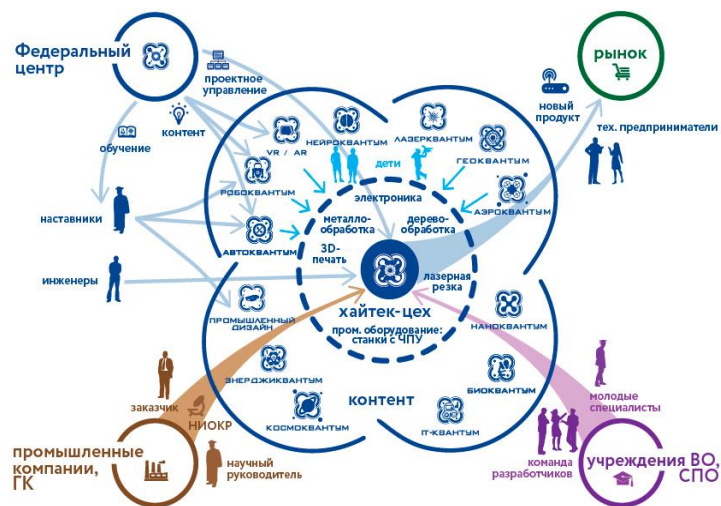 Федеральный
центр
проектное
управление
обучение
контент
наставники
инженеры
VR / AR
НЕЙРОКВАНТУМ
ЛАЗЕРКВАНТУМ
ГЕОКВАНТУМ
РОБОКВАНТУМ
АЭРОКВАНТУМ
АВТОКВАНТУМ
дети
электроника
металло-
обработка
дерево-
обработка
3D-
печать
лазерная
резка
хайтек-цех
пром. оборудование:
станки с ЧПУ
ПРОМЫШЛЕННЫЙ
ДИЗАЙН
НАНОКВАНТУМ
ЭНЕРДЖИКВАНТУМ
БИОКВАНТУМ
КОСМОКВАНТУМ
IT-КВАНТУМ
контент
рынок
новый
продукт
тех. предприниматели
заказчик
НИОКР
научный
руководитель
промышленные
компании,
ГК
молодые
специалисты
команда
разработчиков
учреждения ВО,
СПО